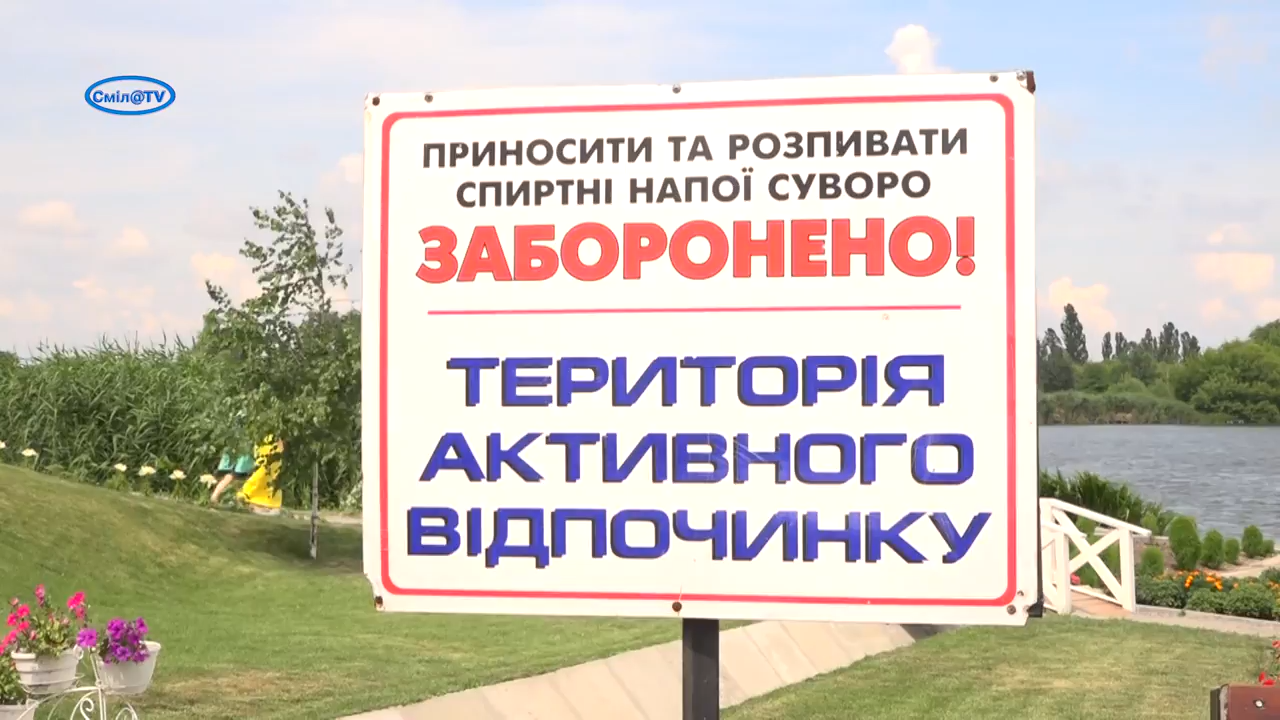 Сміл@TV
ПРИНОСИТИ ТА РОЗПИВАТИ
СПИРТНІ НАПОЇ СУВОРО
ЗАБОРОНЕНО!
ТЕРИТОРІЯ
АКТИВНОГО
ВІДПОЧИНКУ